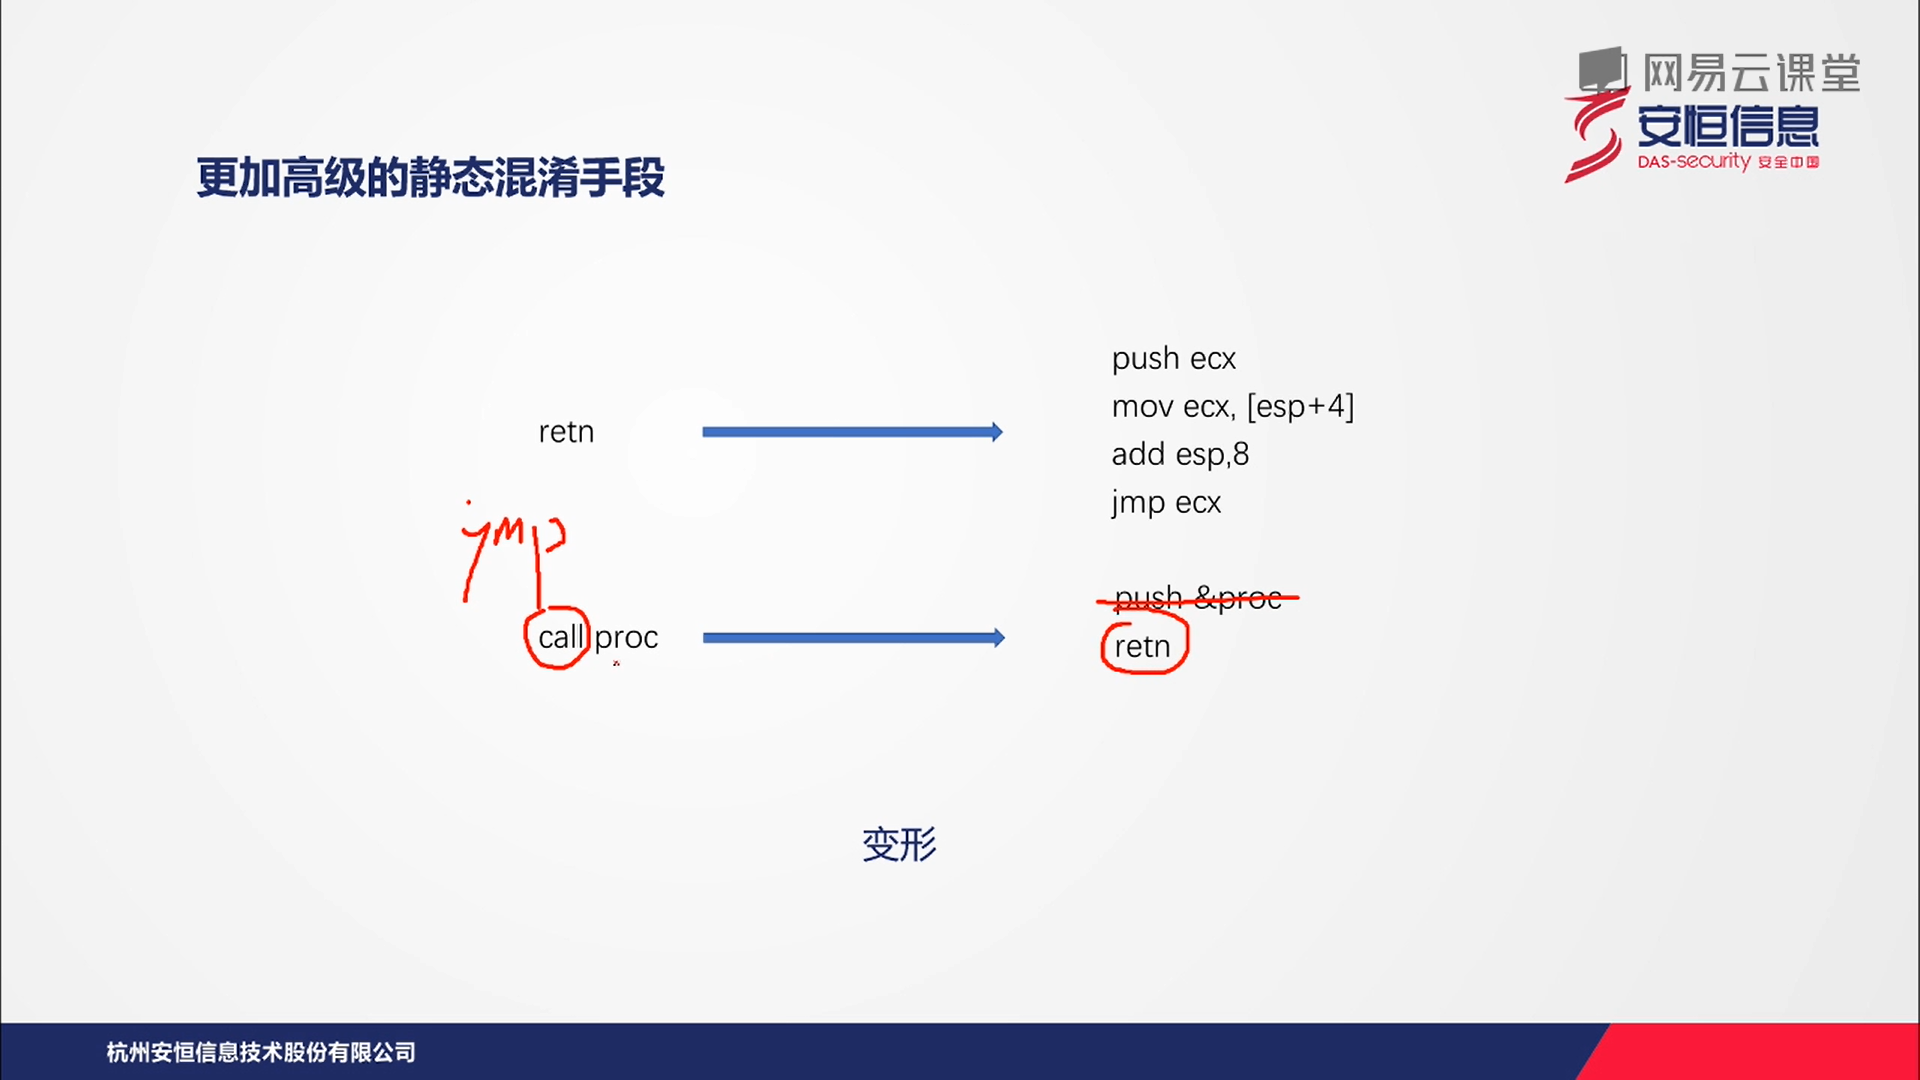 网易云课堂
安恒信息
DAS-security 安全中国
更加高级的静态混淆手段
push ecx
mov ecx, [esp+4]
retn
add esp,8
jmp ecx
jmp
push &proc
call proc
retn
变形
杭州安恒信息技术股份有限公司